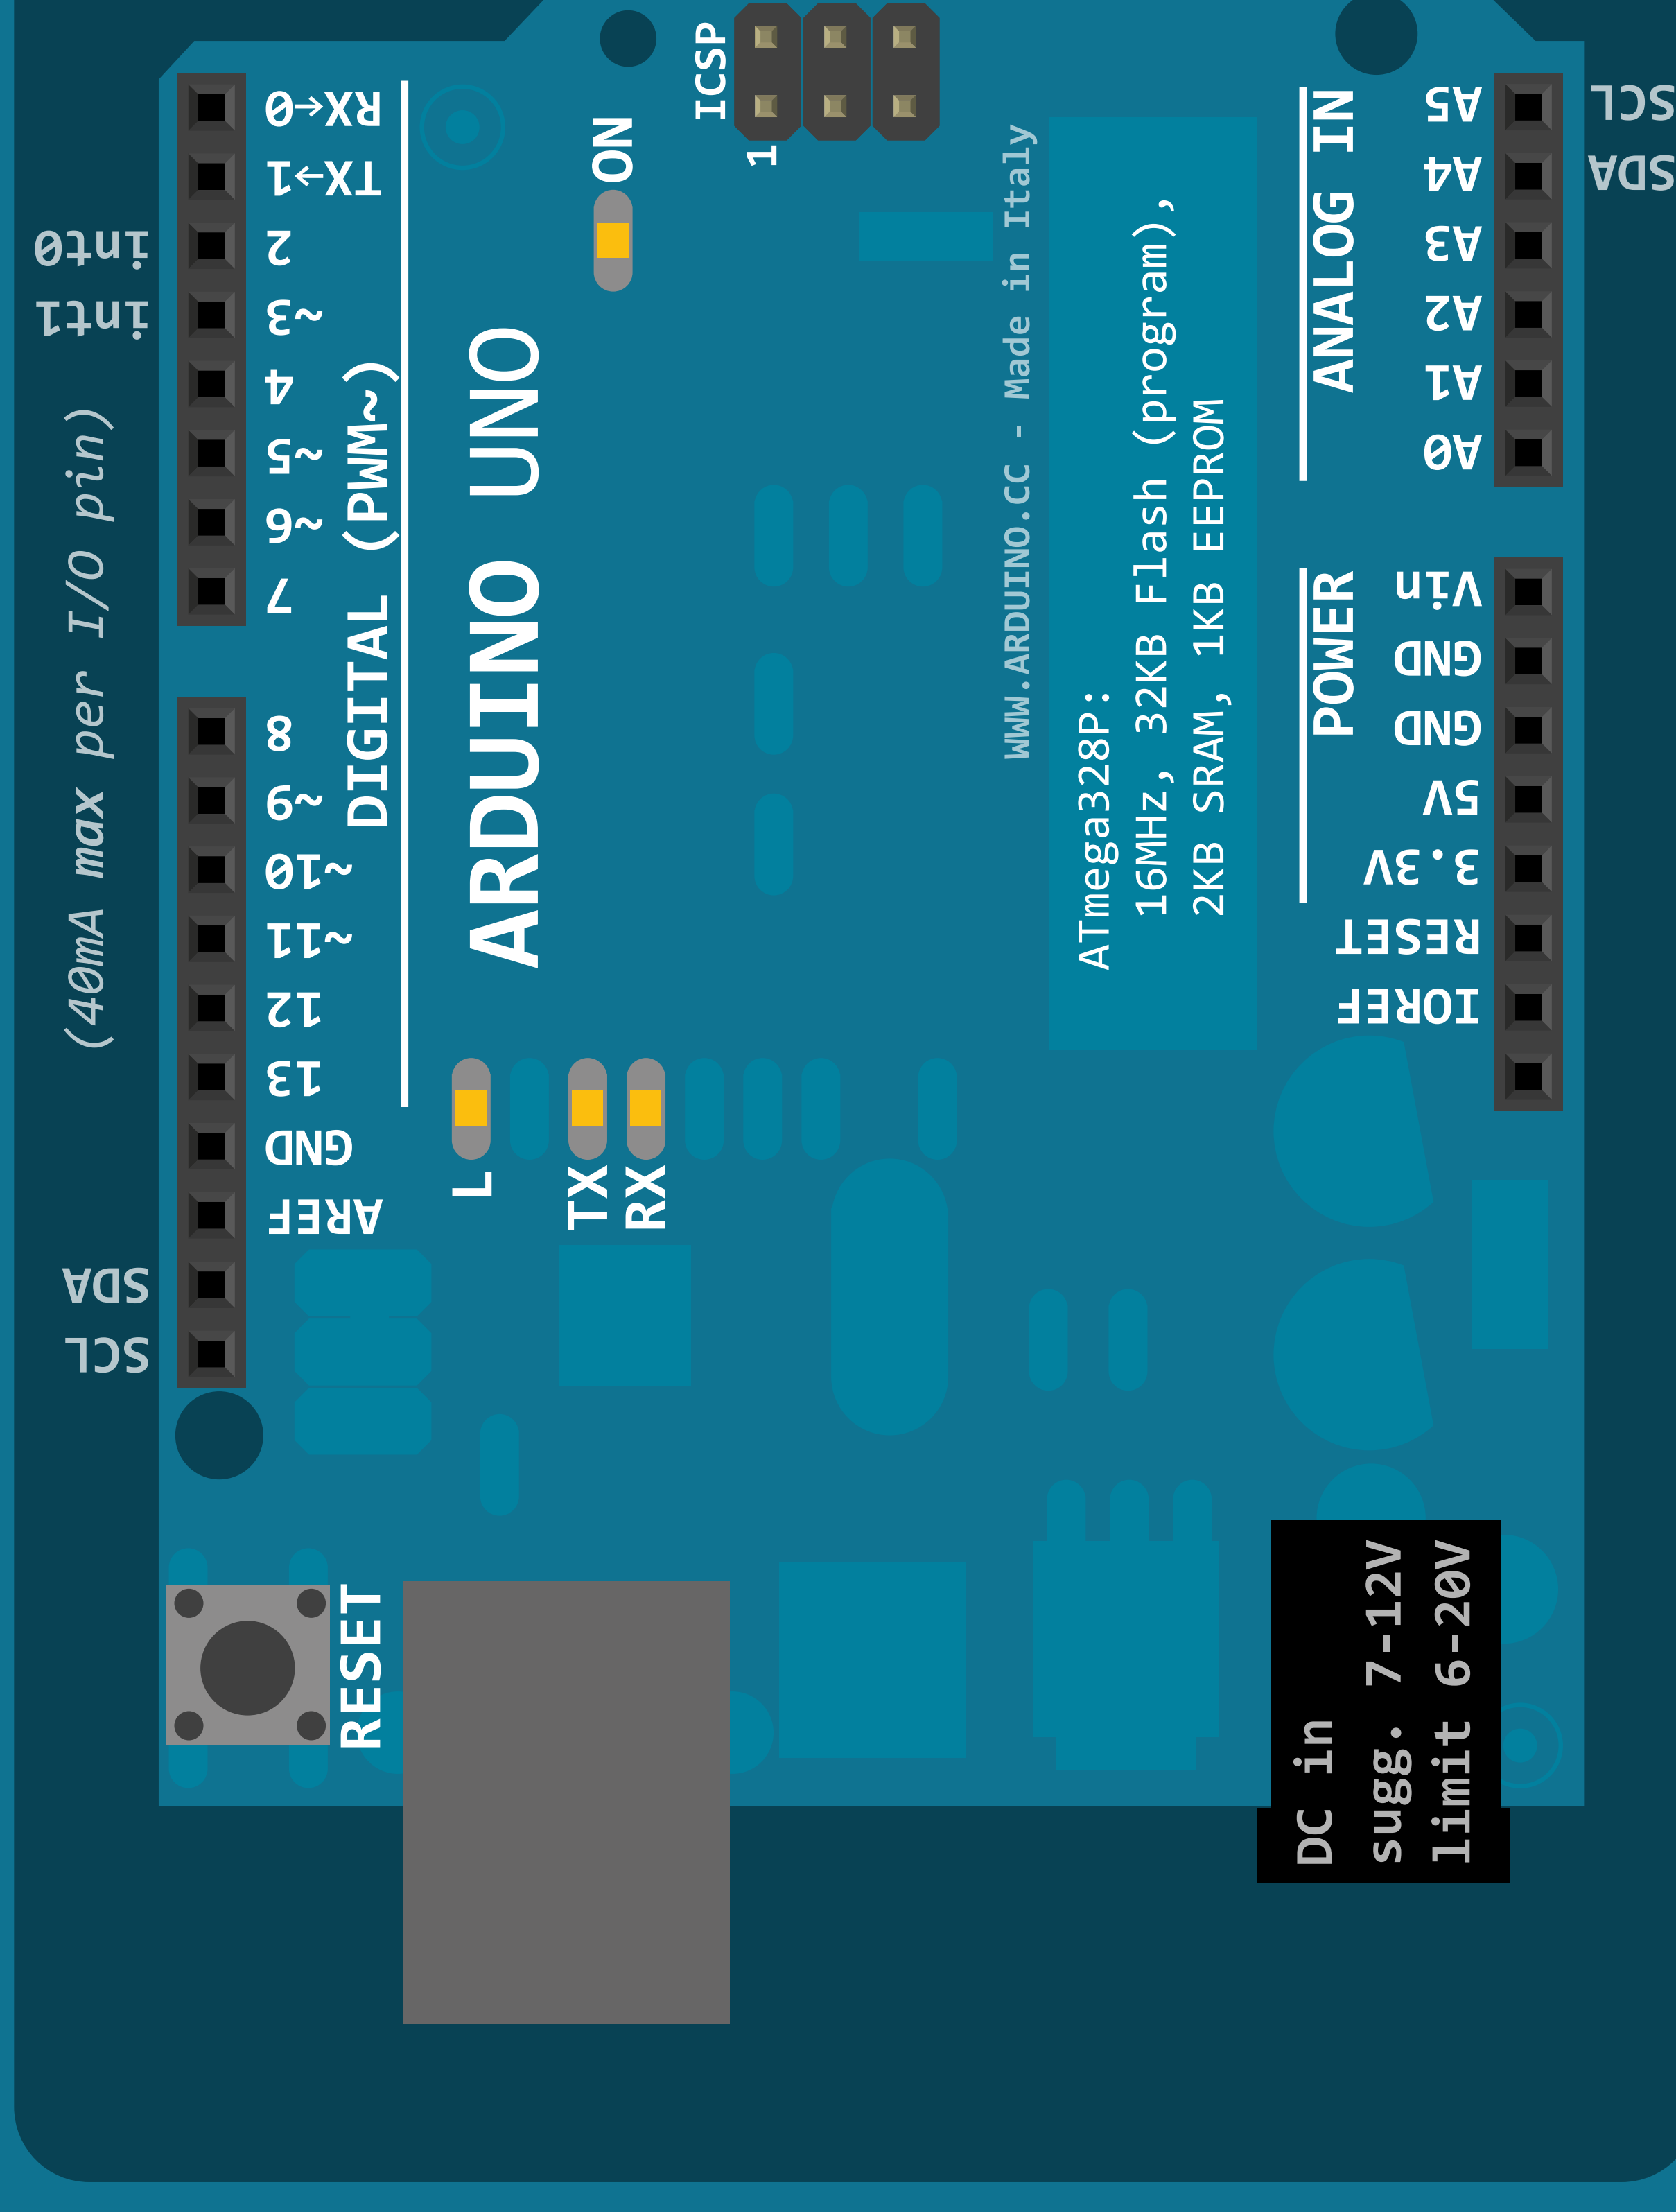 int0
int1
(40mA max per I/O pin)
SDA
SCL
RX←0
TX→1
2
~3
4
~5
~6
7
8
~9
~10
~11
12
13
GND
AREF
DIGITAL (PWM~)
ARDUINO UNO
ON
ICSP
1
L
TX
RX
RESET
WWW.ARDUINO.CC - Made in Italy
ATmega328P:
16MHz, 32KB Flash (program),
2KB SRAM, 1KB EEPROM
ANALOG IN
A5
A4
A3
A2
A1
A0
SCL
SDA
POWER
Vin
GND
GND
5V
3.3V
RESET
IOREF
DC in
sugg. 7-12V
limit 6-20V